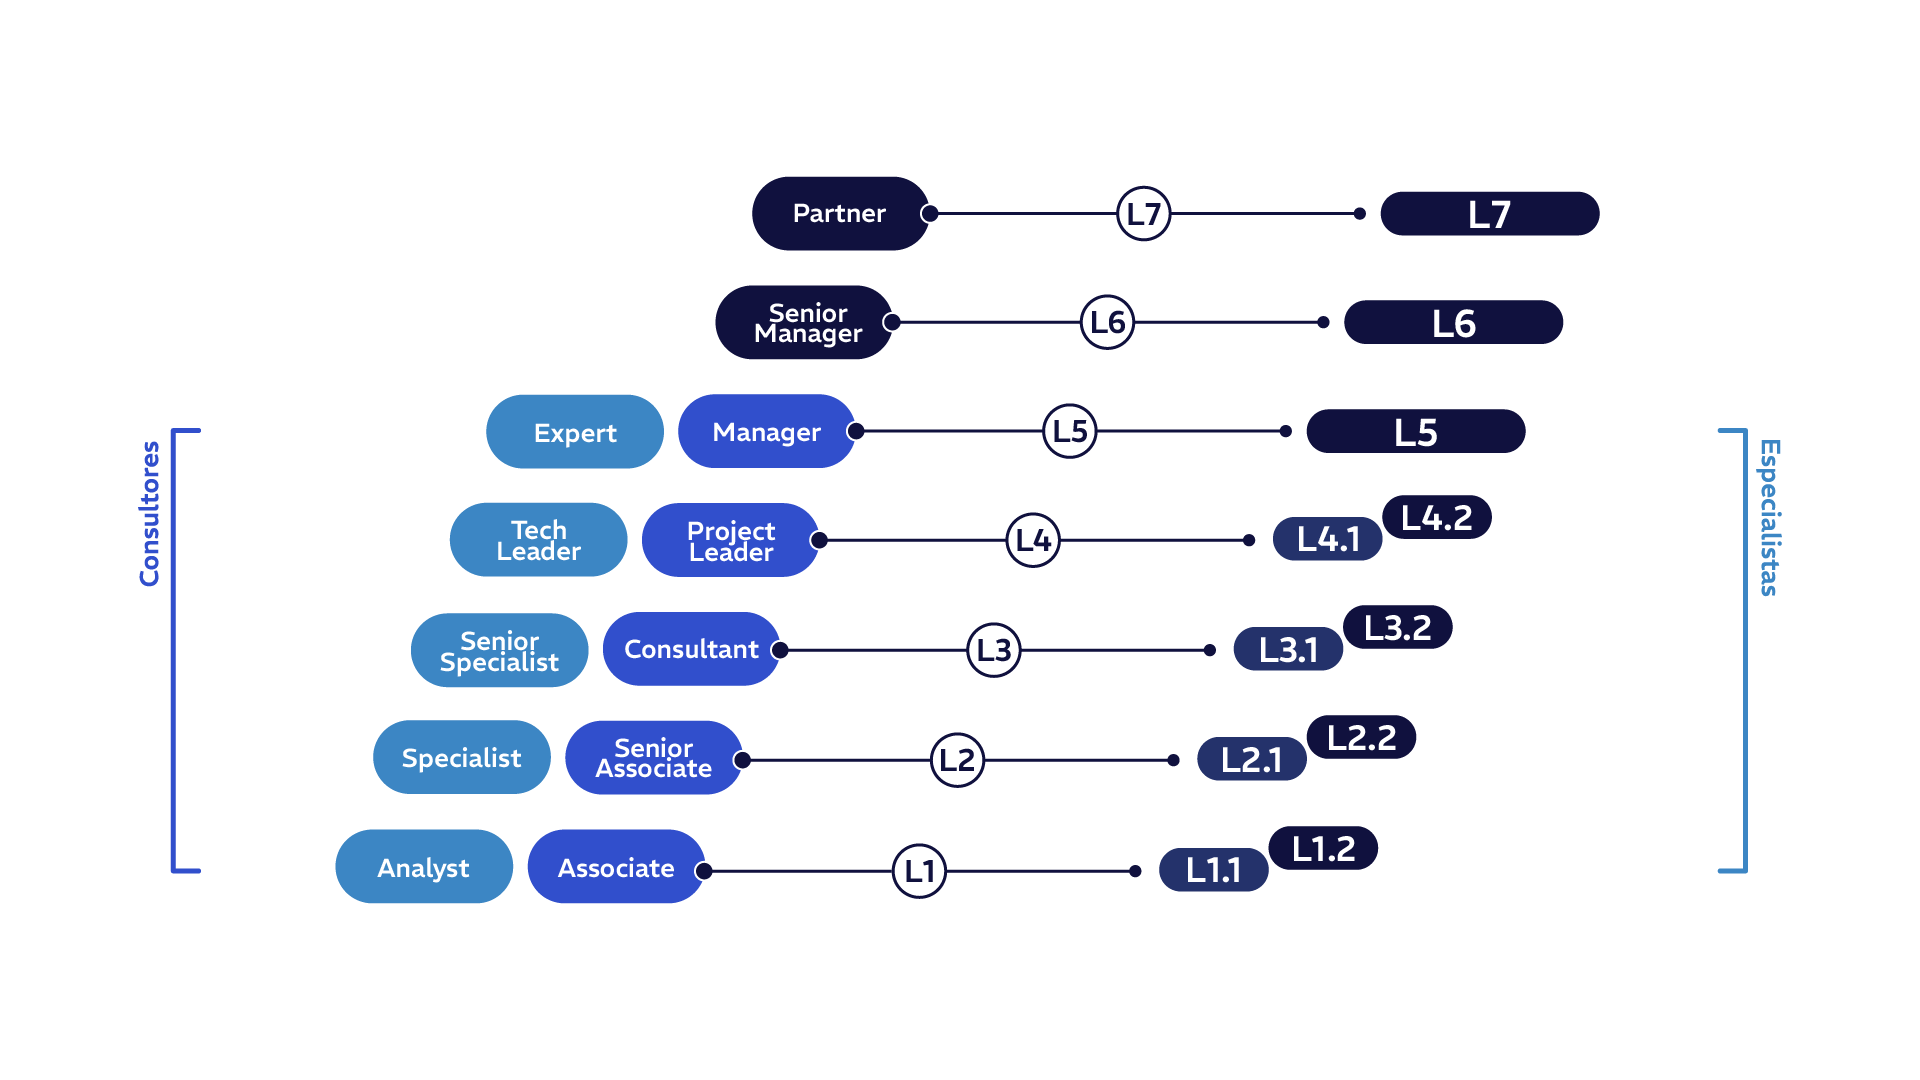 Partner
L7
L7
Senior
Manager
L6
L6
Expert
Manager
L5
L5
Consultores
Especialistas
Tech
Leader
Project
Leader
L4
L4.1
L4.2
Senior
Specialist
Consultant
L3
L3.1
L3.2
Specialist
Senior
Associate
L2
L2.1
L2.2
Analyst
Associate
L1
L1.1
L1.2